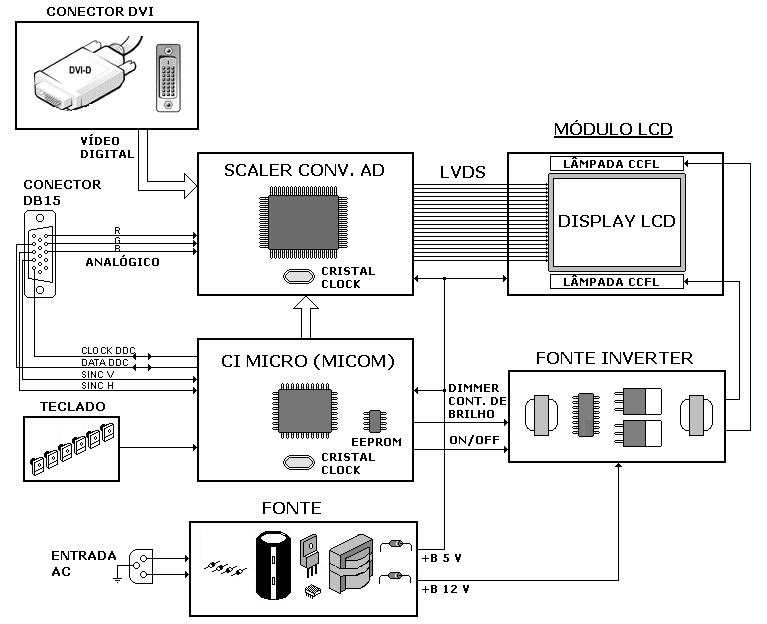 CONECTOR DVI
DVI-D
VÍDEO
DIGITAL
MÓDULO LCD
SCALER CONV. AD
LVDS
LÂMPADA CCFL
DISPLAY LCD
LÂMPADA CCFL
CONECTOR
DB15
R
G
B
ANALÓGICO
CRISTAL
CLOCK
CLOCK DDC
DATA DDC
SINC V
SINC H
CI MICRO (MICOM)
EEPROM
CRISTAL
CLOCK
DIMMER
CONT. DE
BRILHO
ON/OFF
FONTE INVERTER
TECLADO
FONTE
ENTRADA
AC
+B 5 V
+B 12 V